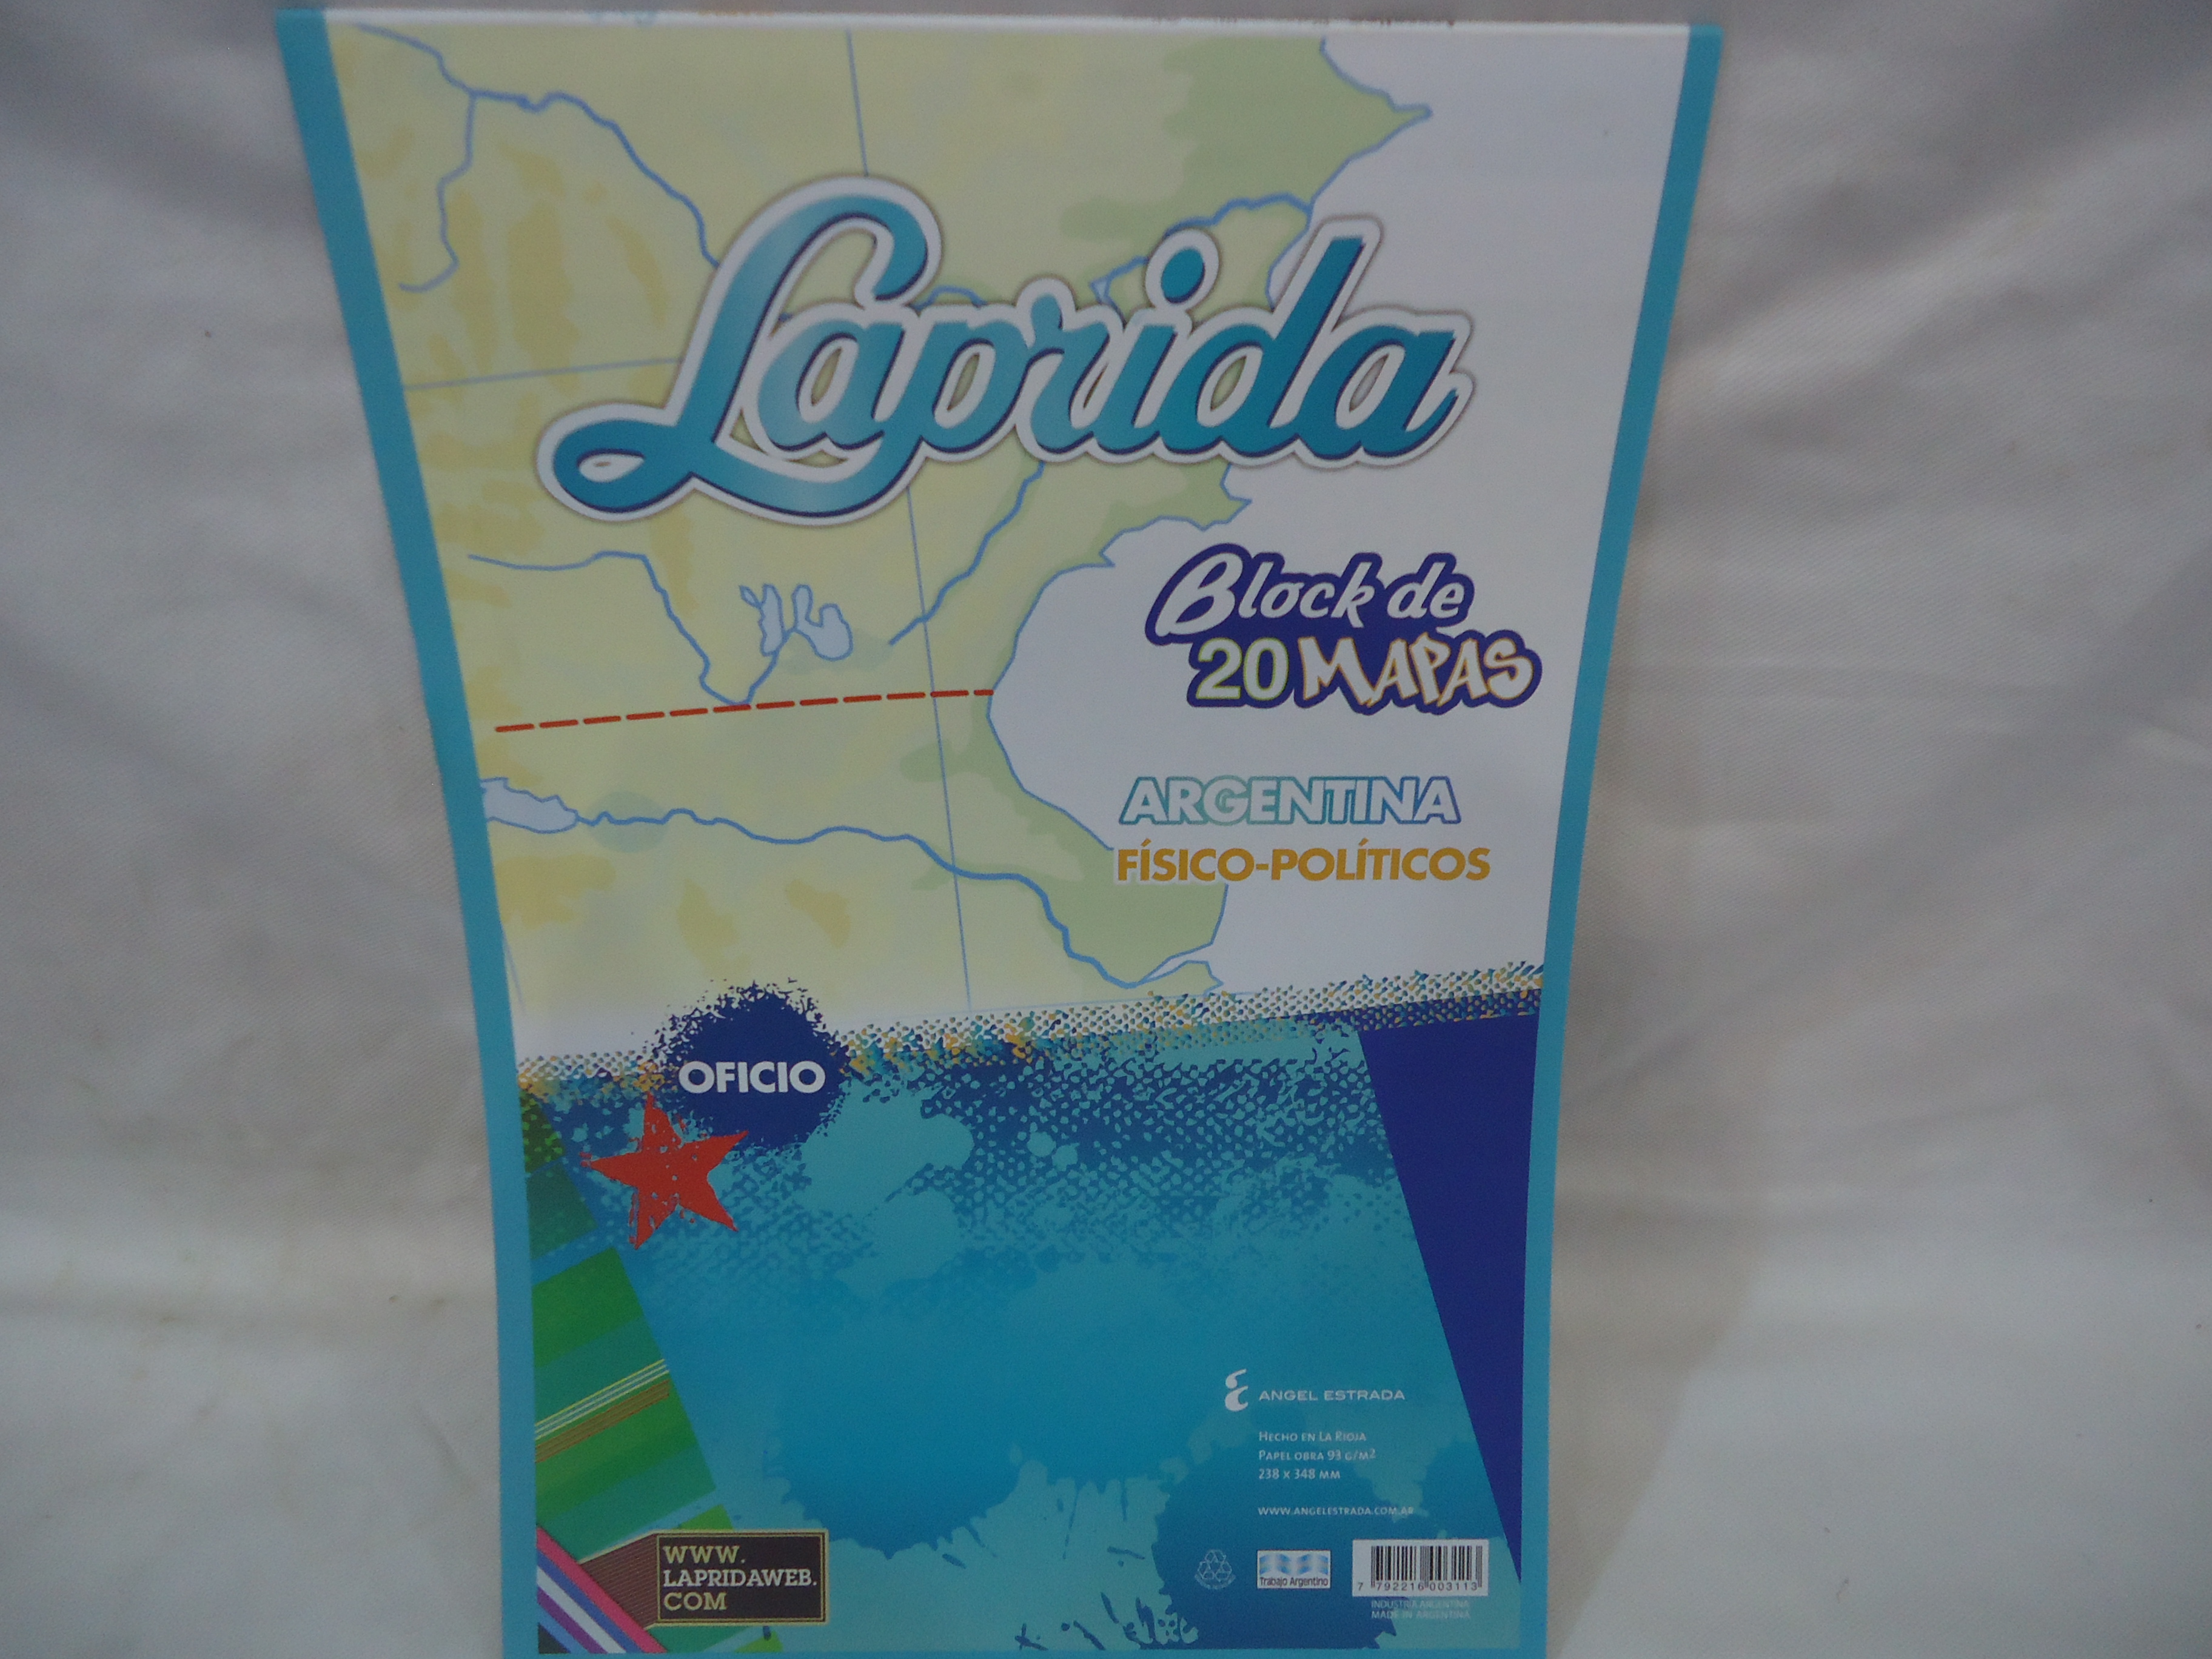 Laprida
Block de
20 MAPAS
ARGENTINA
FÍSICO-POLÍTICOS
OFICIO
ANGEL ESTRADA
HECHO EN LA RIOJA
PAPEL OBRA 93 G/M2
238 X 348 MM
WWW.ANGELESTRADA.COM.AR
WWW.
LAPRIDAWEB.
COM
Trabajo Argentino
7 792216 003113
INDUSTRIA ARGENTINA
MADE IN ARGENTINA